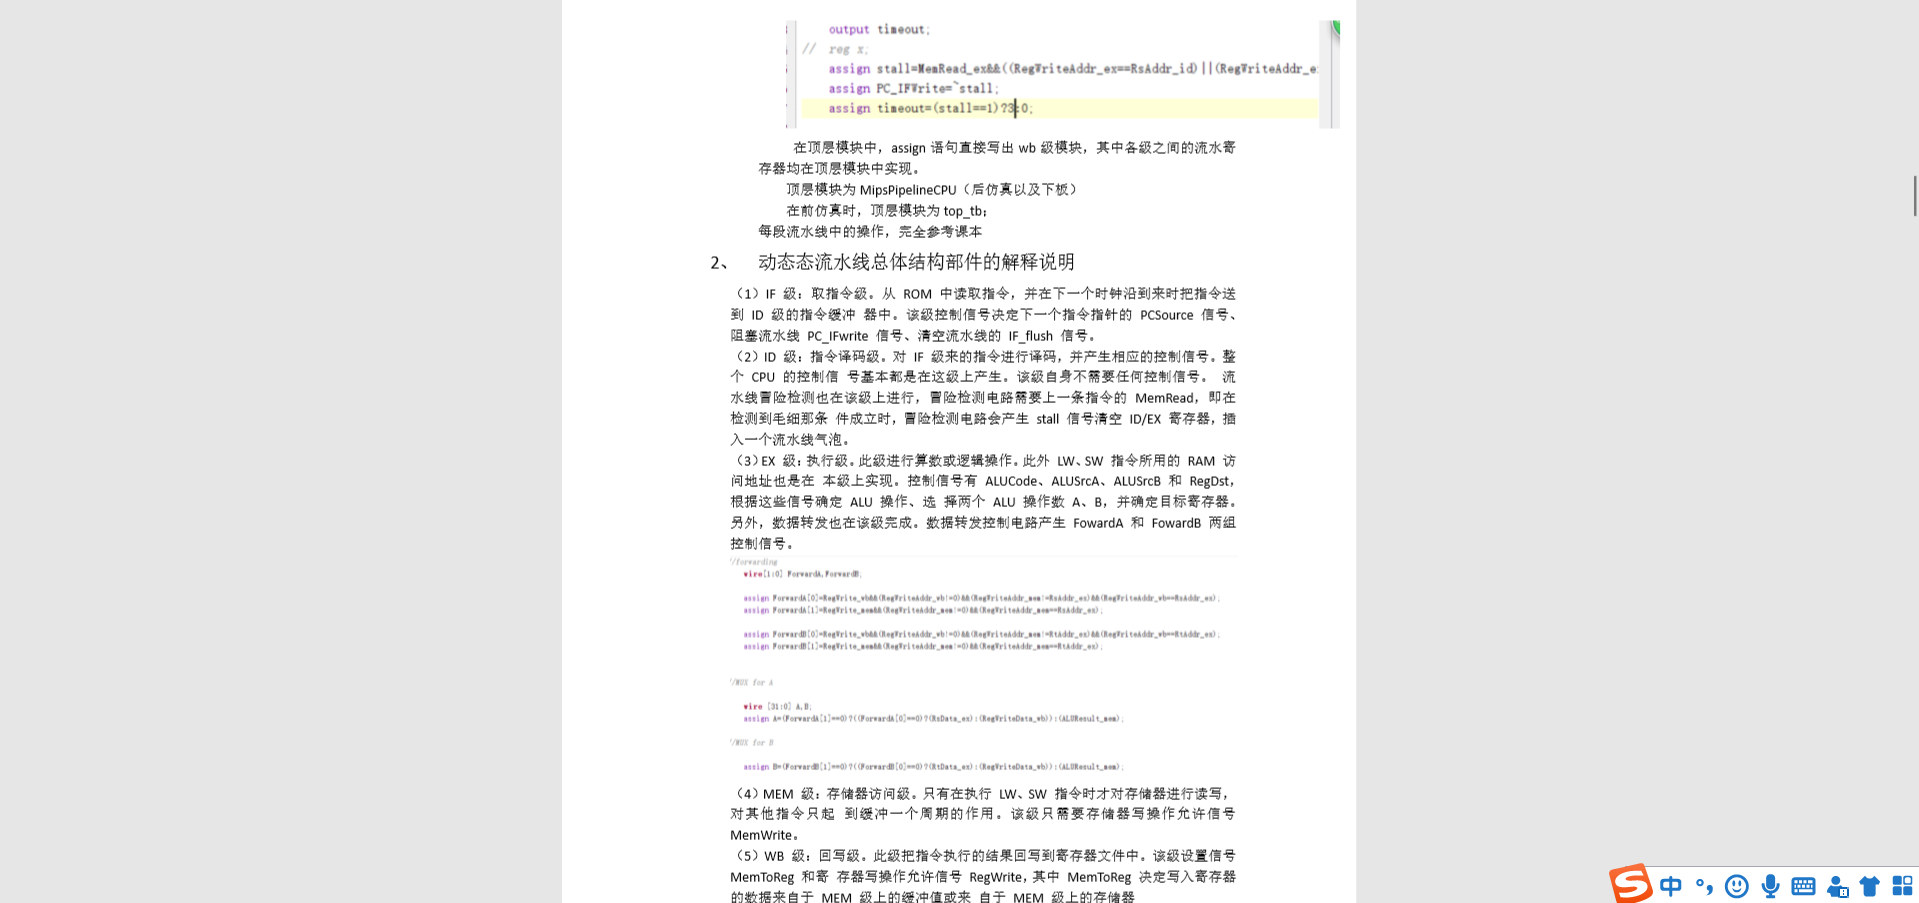 output timeout;
// reg x;
assign stall=MemRead_ex&&((RegWriteAddr_ex==RsAddr_id)||(RegWriteAddr_e
assign PC_IFWrite=~stall;
assign timeout=(stall==1)?3:0;
在顶层模块中，assign 语句直接写出 wb 级模块，其中各级之间的流水寄
存器均在顶层模块中实现。
顶层模块为 MipsPipelineCPU（后仿真以及下板）
在前仿真时，顶层模块为 top_tb；
每段流水线中的操作，完全参考课本
2、 动态态流水线总体结构部件的解释说明
（1）IF 级：取指令级。从 ROM 中读取指令，并在下一个时钟沿到来时把指令送
到 ID 级的指令缓冲 器中。该级控制信号决定下一个指令指针的 PCSource 信号、
阻塞流水线 PC_IFwrite 信号、清空流水线的 IF_flush 信号。
（2）ID 级：指令译码级。对 IF 级来的指令进行译码，并产生相应的控制信号。整
个 CPU 的控制信 号基本都是在这级上产生。该级自身不需要任何控制信号。 流
水线冒险检测也在该级上进行，冒险检测电路需要上一条指令的 MemRead，即在
检测到毛细那条 件成立时，冒险检测电路会产生 stall 信号清空 ID/EX 寄存器，插
入一个流水线气泡。
（3）EX 级：执行级。此级进行算数或逻辑操作。此外 LW、SW 指令所用的 RAM 访
问地址也是在 本级上实现。控制信号有 ALUCode、ALUSrcA、ALUSrcB 和 RegDst，
根据这些信号确定 ALU 操作、选 择两个 ALU 操作数 A、B，并确定目标寄存器。
另外，数据转发也在该级完成。数据转发控制电路产生 FowardA 和 FowardB 两组
控制信号。
//forwarding
wire[1:0] ForwardA,ForwardB;
assign ForwardA[0]=RegWrite_wb&&(RegWriteAddr_wb!=0)&&(RegWriteAddr_mem!=RsAddr_ex)&&(RegWriteAddr_wb==RsAddr_ex);
assign ForwardA[1]=RegWrite_mem&&(RegWriteAddr_mem!=0)&&(RegWriteAddr_mem==RsAddr_ex);
assign ForwardB[0]=RegWrite_wb&&(RegWriteAddr_wb!=0)&&(RegWriteAddr_mem!=RtAddr_ex)&&(RegWriteAddr_wb==RtAddr_ex);
assign ForwardB[1]=RegWrite_mem&&(RegWriteAddr_mem!=0)&&(RegWriteAddr_mem==RtAddr_ex);
//MUX for A
wire [31:0] A,B;
assign A=(ForwardA[1]==0)?((ForwardA[0]==0)?(RsData_ex):(RegWriteData_wb)):(ALUResult_mem);
//MUX for B
assign B=(ForwardB[1]==0)?((ForwardB[0]==0)?(RtData_ex):(RegWriteData_wb)):(ALUResult_mem);
（4）MEM 级：存储器访问级。只有在执行 LW、SW 指令时才对存储器进行读写，
对其他指令只起 到缓冲一个周期的作用。该级只需要存储器写操作允许信号
MemWrite。
（5）WB 级：回写级。此级把指令执行的结果回写到寄存器文件中。该级设置信号
MemToReg 和寄 存器写操作允许信号 RegWrite，其中 MemToReg 决定写入寄存器
的数据来自于 MEM 级上的缓冲值或来 自于 MEM 级上的存储器
中